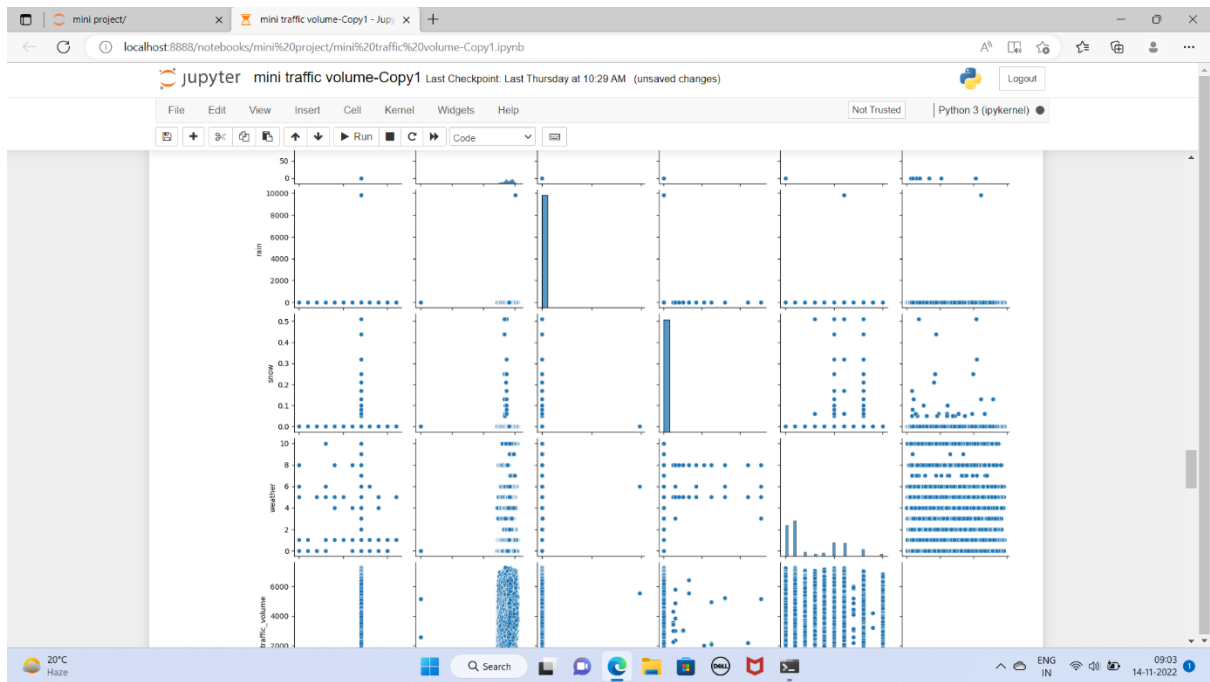 mini project/
mini traffic volume-Copy1 - Jupy
localhost:8888/notebooks/mini%20project/mini%20traffic%20volume-Copy1.ipynb
jupyter mini traffic volume-Copy1 Last Checkpoint: Last Thursday at 10:29 AM (unsaved changes)
Logout
File Edit View Insert Cell Kernel Widgets Help
Not Trusted Python 3 (ipykernel)
Run Code
50
0
10000
8000
6000
4000
2000
0
rain
0.5
0.4
0.3
0.2
0.1
0.0
snow
10
8
6
4
2
0
weather
6000
4000
2000
traffic_volume
20°C
Haze
Search
DELL
ENG
IN
09:03
14-11-2022
1